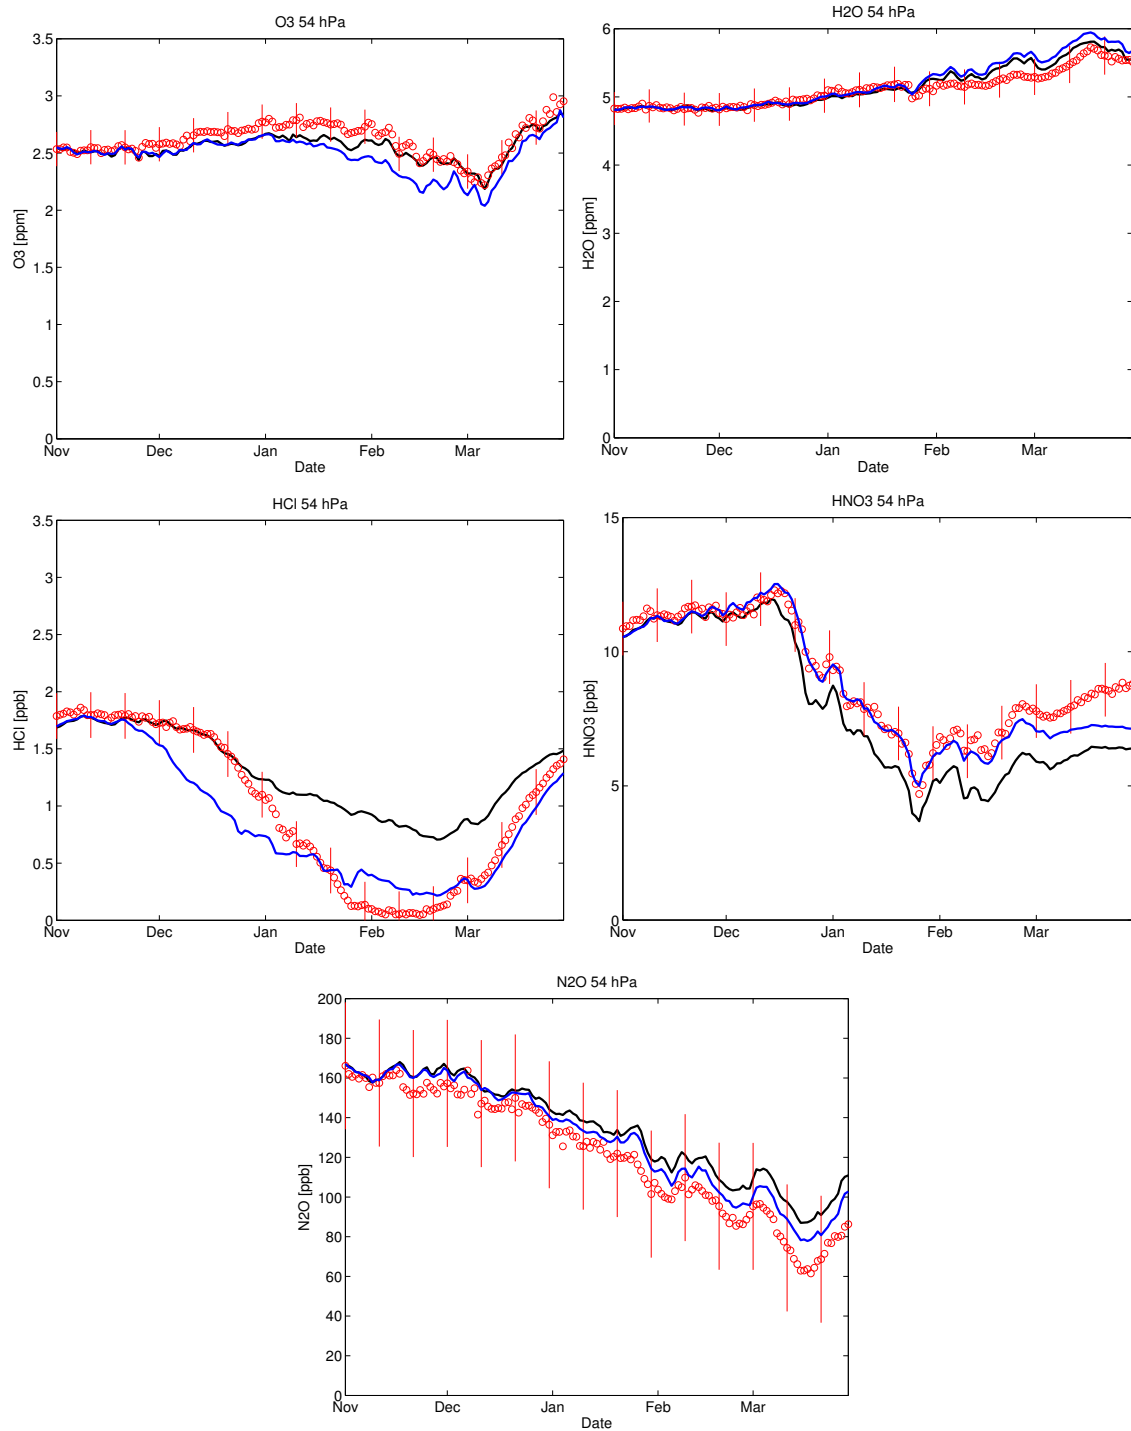 O3 54 hPa
3.5
3
2.5
2
1.5
1
0.5
0
O3 [ppm]
Nov Dec Jan Feb Mar
Date
H2O 54 hPa
6
5
4
3
2
1
0
H2O [ppm]
Nov Dec Jan Feb Mar
Date
HCl 54 hPa
3.5
3
2.5
2
1.5
1
0.5
0
HCl [ppb]
Nov Dec Jan Feb Mar
Date
HNO3 54 hPa
15
10
5
0
HNO3 [ppb]
Nov Dec Jan Feb Mar
Date
N2O 54 hPa
200
180
160
140
120
100
80
60
40
20
0
N2O [ppb]
Nov Dec Jan Feb Mar
Date